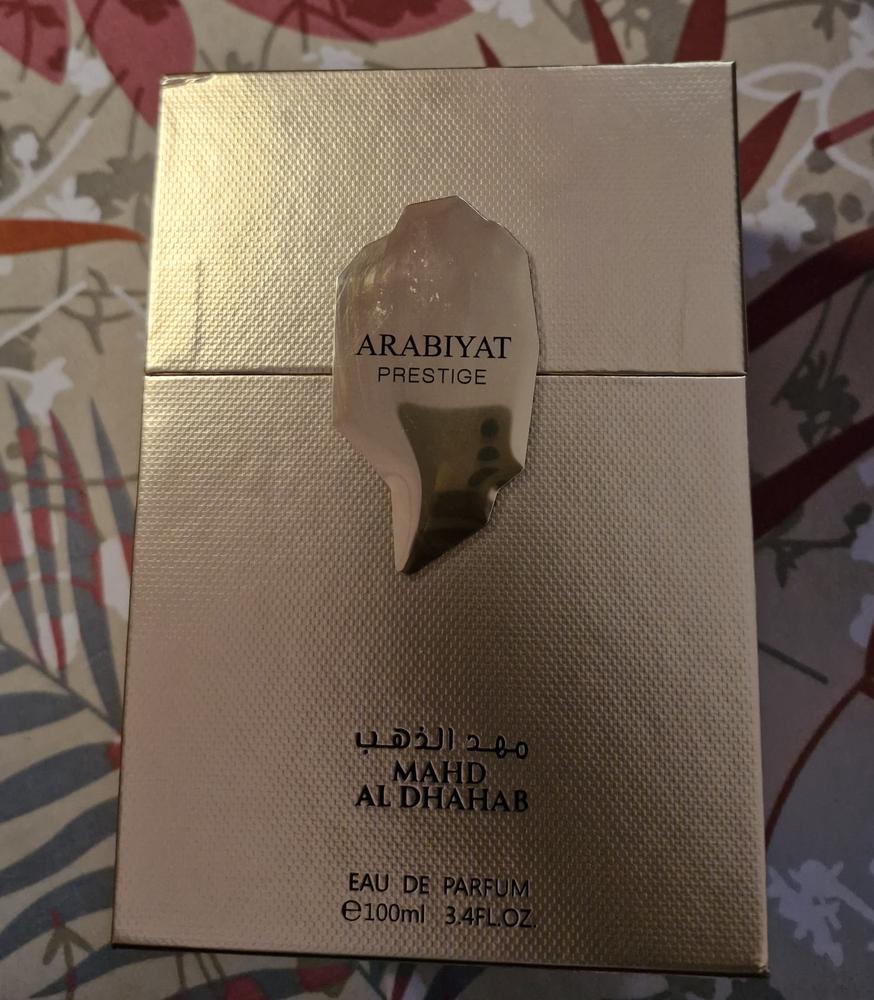 ARABIYAT
PRESTIGE
مهد الذهب
MAHD
AL DHAHAB
EAU DE PARFUM
℮100ml 3.4FL.OZ.